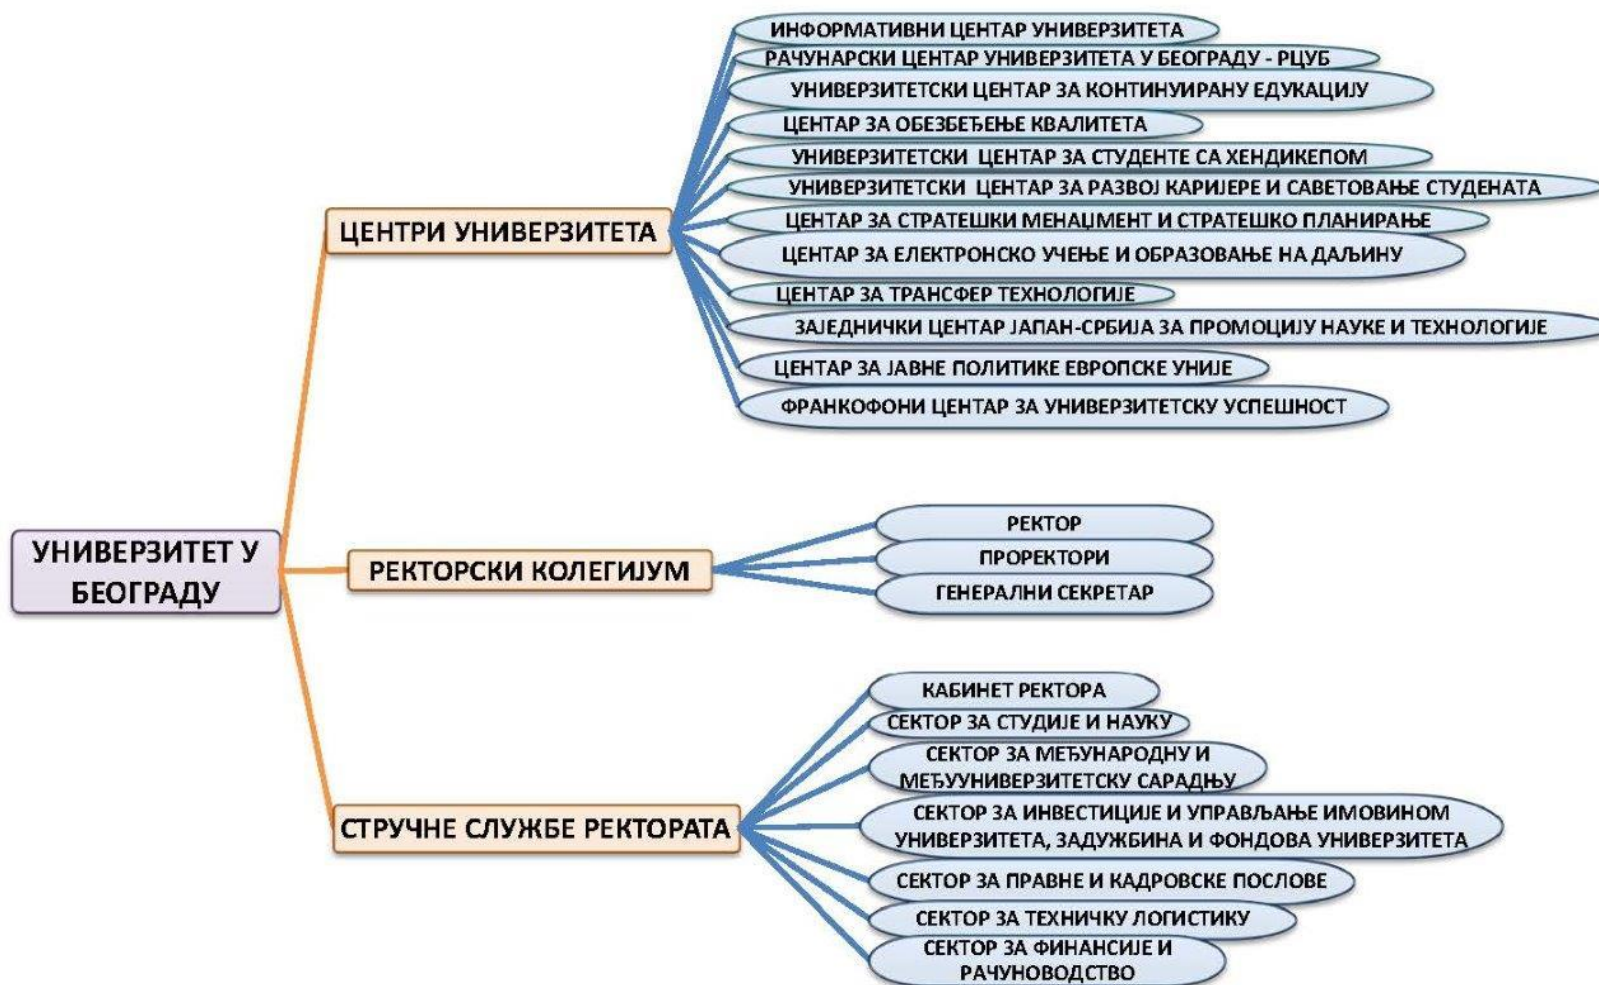 ИНФОРМАТИВНИ ЦЕНТАР УНИВЕРЗИТЕТА
РАЧУНАРСКИ ЦЕНТАР УНИВЕРЗИТЕТА У БЕОГРАДУ - РЦУБ
УНИВЕРЗИТЕТСКИ ЦЕНТАР ЗА КОНТИНУИРАНУ ЕДУКАЦИЈУ
ЦЕНТАР ЗА ОБЕЗБЕЂЕЊЕ КВАЛИТЕТА
УНИВЕРЗИТЕТСКИ ЦЕНТАР ЗА СТУДЕНТЕ СА ХЕНДИКЕПОМ
УНИВЕРЗИТЕТСКИ ЦЕНТАР ЗА РАЗВОЈ КАРИЈЕРЕ И САВЕТОВАЊЕ СТУДЕНАТА
ЦЕНТРИ УНИВЕРЗИТЕТА
ЦЕНТАР ЗА СТРАТЕШКИ МЕНАЏМЕНТ И СТРАТЕШКО ПЛАНИРАЊЕ
ЦЕНТАР ЗА ЕЛЕКТРОНСКО УЧЕЊЕ И ОБРАЗОВАЊЕ НА ДАЉИНУ
ЦЕНТАР ЗА ТРАНСФЕР ТЕХНОЛОГИЈЕ
ЗАЈЕДНИЧКИ ЦЕНТАР ЈАПАН-СРБИЈА ЗА ПРОМОЦИЈУ НАУКЕ И ТЕХНОЛОГИЈЕ
ЦЕНТАР ЗА ЈАВНЕ ПОЛИТИКЕ ЕВРОПСКЕ УНИЈЕ
ФРАНКОФОНИ ЦЕНТАР ЗА УНИВЕРЗИТЕТСКУ УСПЕШНОСТ
УНИВЕРЗИТЕТ У
БЕОГРАДУ
РЕКТОРСКИ КОЛЕГИЈУМ
РЕКТОР
ПРОРЕКТОРИ
ГЕНЕРАЛНИ СЕКРЕТАР
СТРУЧНЕ СЛУЖБЕ РЕКТОРАТА
КАБИНЕТ РЕКТОРА
СЕКТОР ЗА СТУДИЈЕ И НАУКУ
СЕКТОР ЗА МЕЂУНАРОДНУ И
МЕЂУУНИВЕРЗИТЕТСКУ САРАДЊУ
СЕКТОР ЗА ИНВЕСТИЦИЈЕ И УПРАВЉАЊЕ ИМОВИНОМ
УНИВЕРЗИТЕТА, ЗАДУЖБИНА И ФОНДОВА УНИВЕРЗИТЕТА
СЕКТОР ЗА ПРАВНЕ И КАДРОВСКЕ ПОСЛОВЕ
СЕКТОР ЗА ТЕХНИЧКУ ЛОГИСТИКУ
СЕКТОР ЗА ФИНАНСИЈЕ И
РАЧУНОВОДСТВО